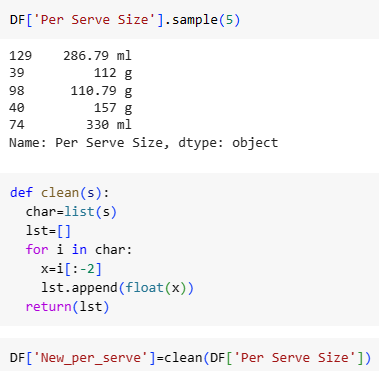 DF['Per Serve Size'].sample(5)
129    286.79 ml
39         112 g
98      110.79 g
40         157 g
74        330 ml
Name: Per Serve Size, dtype: object
def clean(s):
  char=list(s)
  lst=[]
  for i in char:
    x=i[:-2]
    lst.append(float(x))
  return(lst)
DF['New_per_serve']=clean(DF['Per Serve Size'])